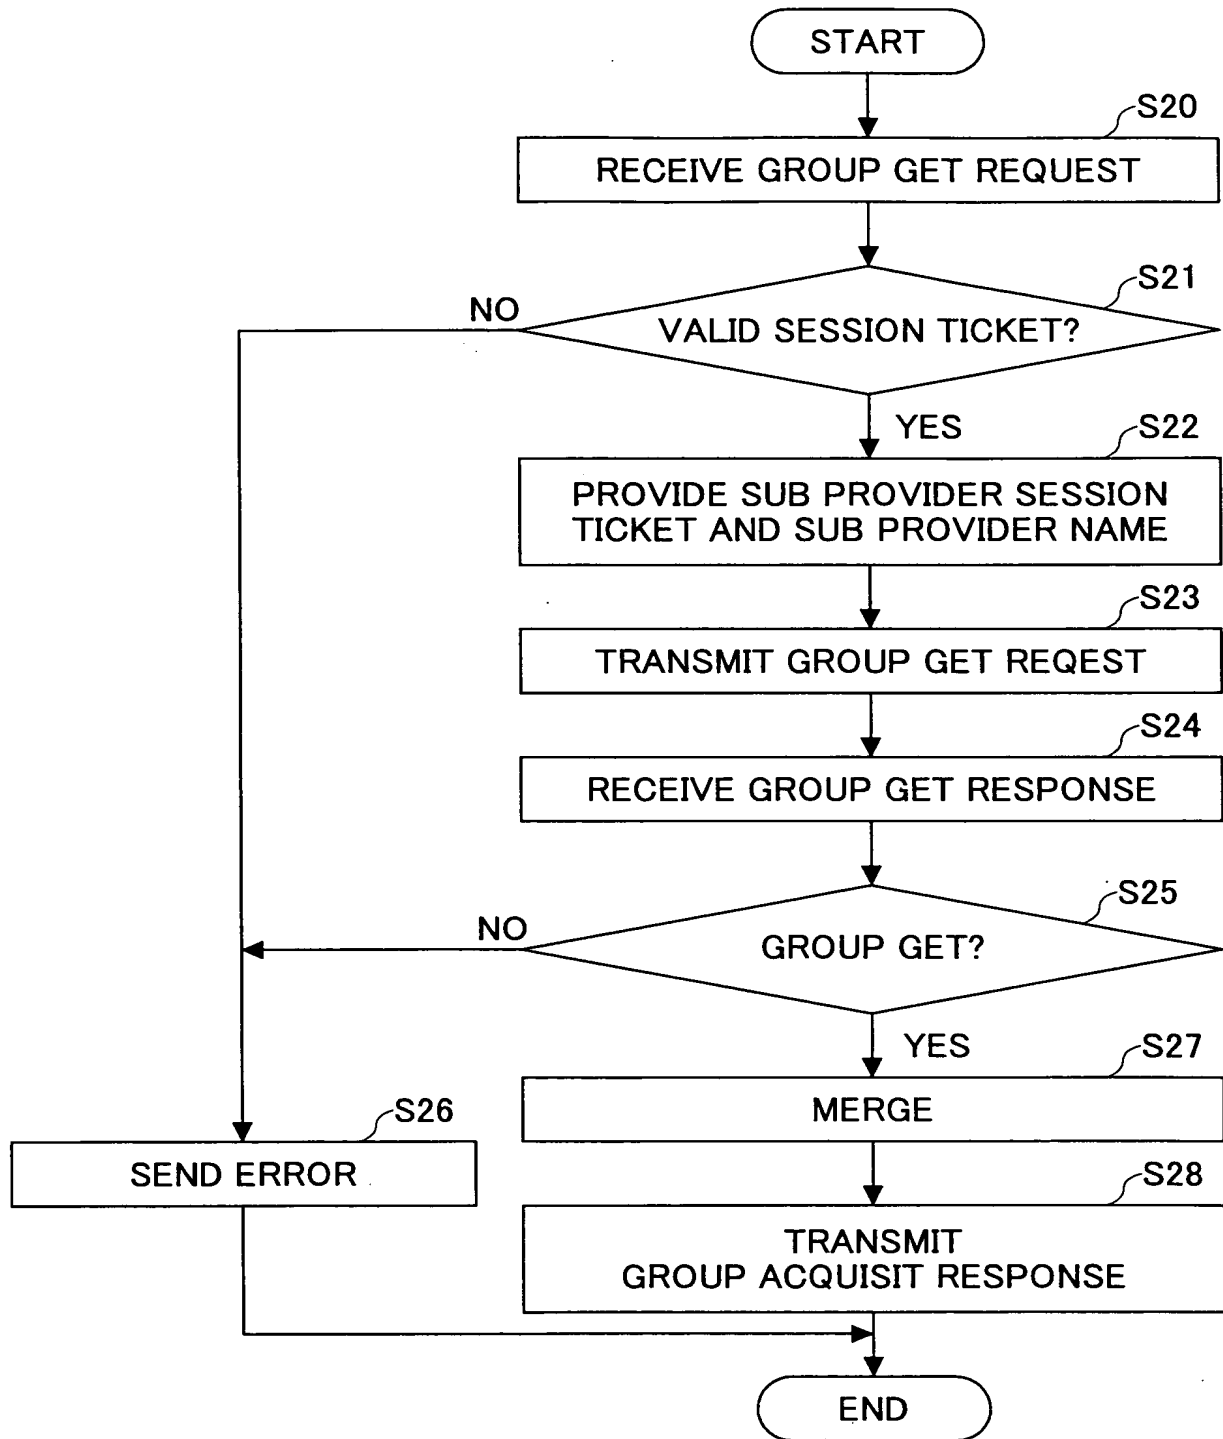 START
S20
RECEIVE GROUP GET REQUEST
S21
NO
VALID SESSION TICKET?
YES
S22
PROVIDE SUB PROVIDER SESSION
TICKET AND SUB PROVIDER NAME
S23
TRANSMIT GROUP GET REQEST
S24
RECEIVE GROUP GET RESPONSE
S25
NO
GROUP GET?
YES
S27
MERGE
S26
SEND ERROR
S28
TRANSMIT
GROUP ACQUISIT RESPONSE
END